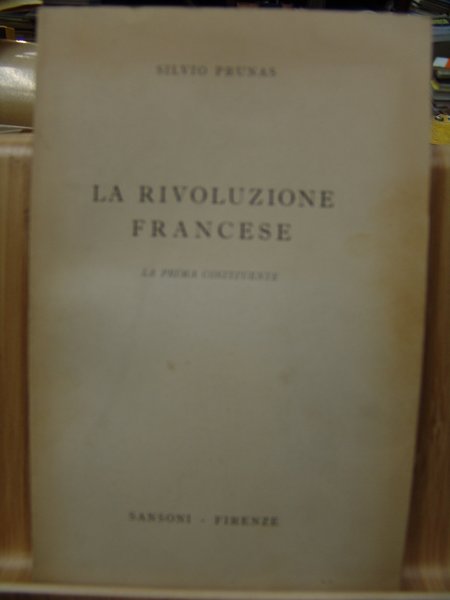 SILVIO PRUNAS
LA RIVOLUZIONE
FRANCESE
LA PRIMA COSTITUENTE
SANSONI - FIRENZE